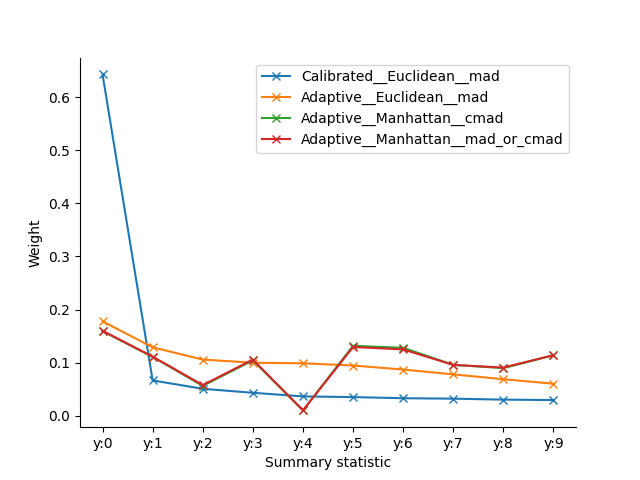 Calibrated__Euclidean__mad
Adaptive__Euclidean__mad
Adaptive__Manhattan__cmad
Adaptive__Manhattan__mad_or_cmad
0.6
0.5
0.4
0.3
0.2
0.1
0.0
Weight
y:0 y:1 y:2 y:3 y:4 y:5 y:6 y:7 y:8 y:9
Summary statistic